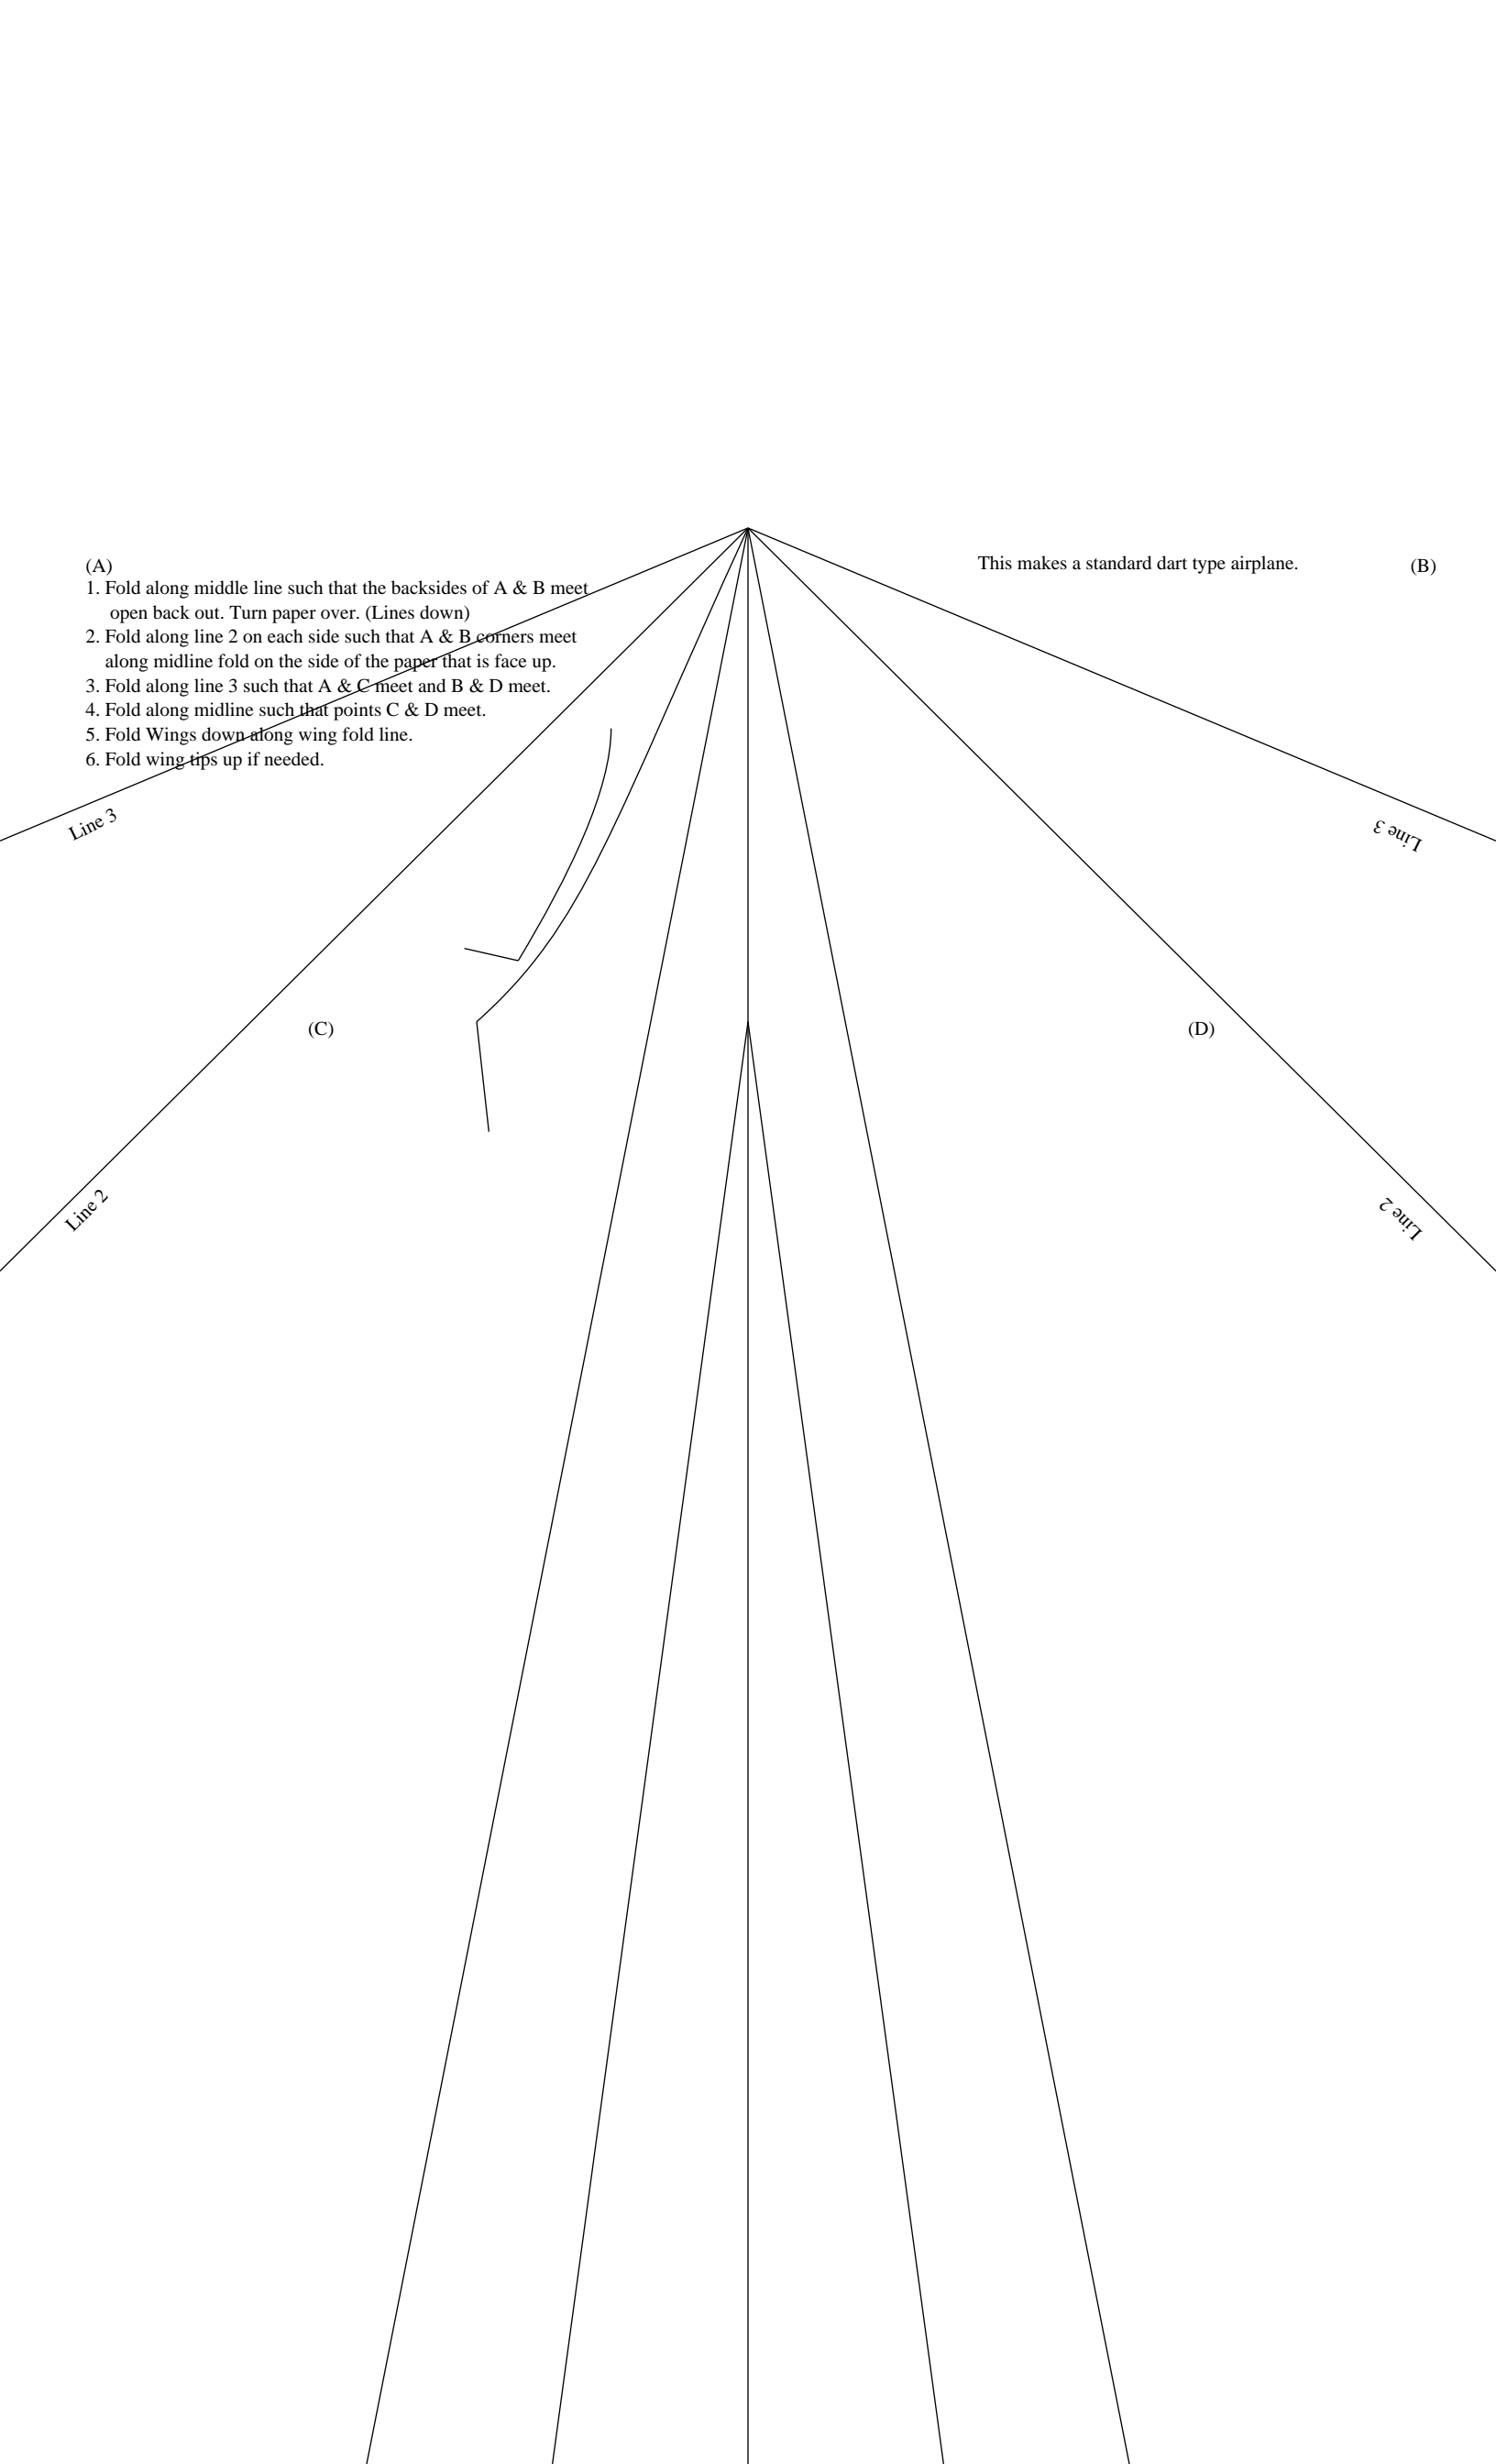 This makes a standard dart type airplane.
(A)
(B)
1. Fold along middle line such that the backsides of A & B meet
open back out. Turn paper over. (Lines down)
2. Fold along line 2 on each side such that A & B corners meet
along midline fold on the side of the paper that is face up.
3. Fold along line 3 such that A & C meet and B & D meet.
4. Fold along midline such that points C & D meet.
5. Fold Wings down along wing fold line.
6. Fold wing tips up if needed.
Line 3
Line 3
(C)
(D)
Line 2
Line 2